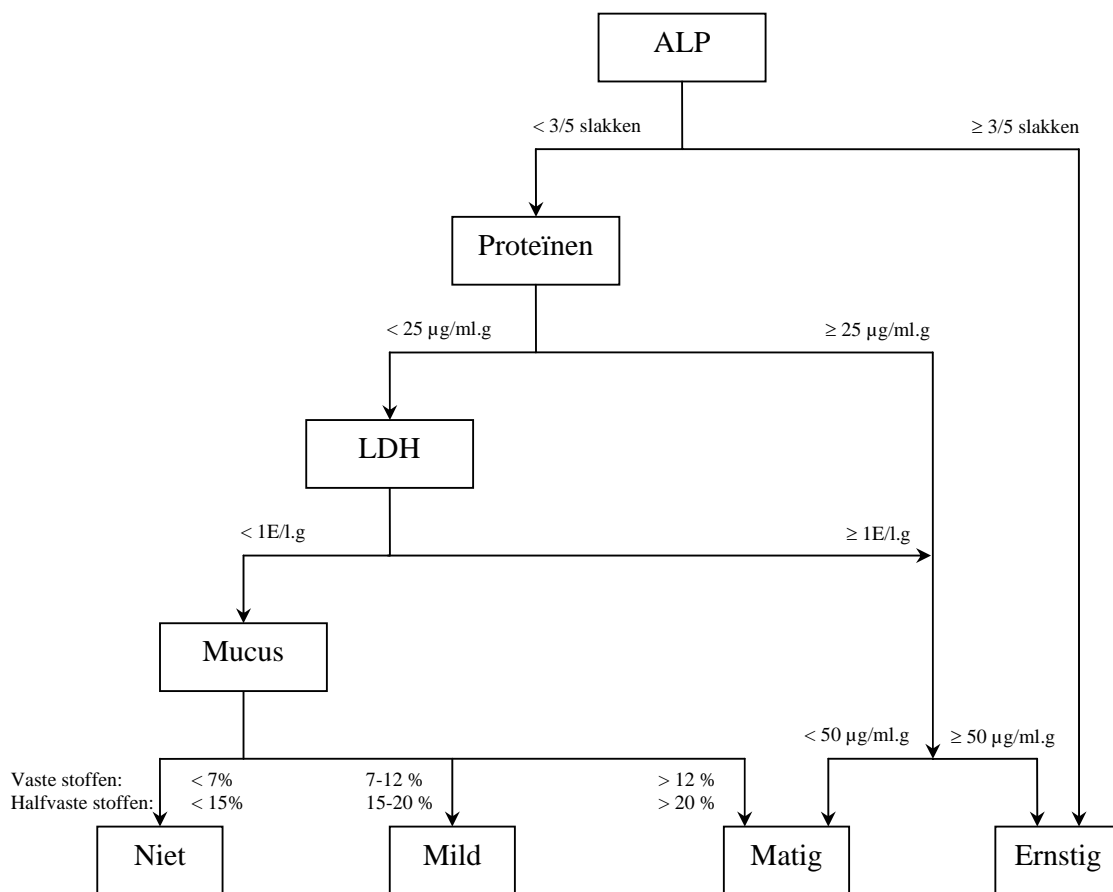 ALP
< 3/5 slakken
≥ 3/5 slakken
Proteïnen
< 25 µg/ml.g
≥ 25 µg/ml.g
LDH
< 1E/l.g
≥ 1E/l.g
Mucus
< 50 µg/ml.g
≥ 50 µg/ml.g
Vaste stoffen: < 7% 7-12 % > 12 %
Halfvaste stoffen: < 15% 15-20 % > 20 %
Niet
Mild
Matig
Ernstig